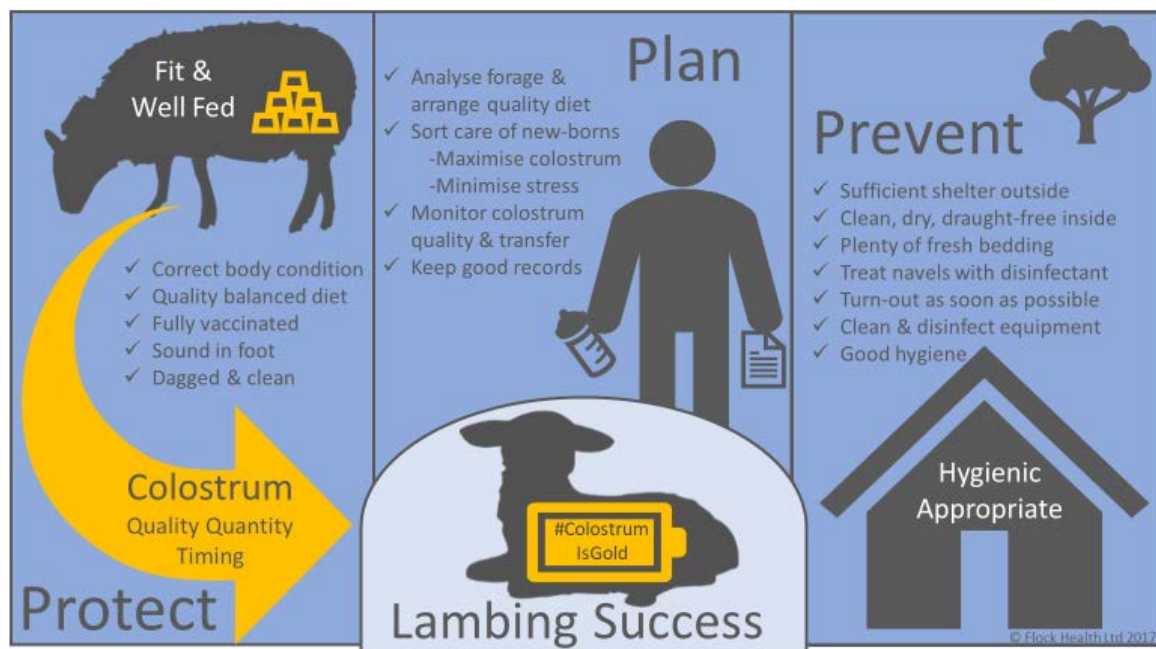 Fit &
Well Fed
✓ Correct body condition
✓ Quality balanced diet
✓ Fully vaccinated
✓ Sound in foot
✓ Dagged & clean
Colostrum
Quality Quantity
Timing
Protect
Plan
✓ Analyse forage &
arrange quality diet
✓ Sort care of new-borns
-Maximise colostrum
-Minimise stress
✓ Monitor colostrum
quality & transfer
✓ Keep good records
#Colostrum
IsGold
Lambing Success
Prevent
✓ Sufficient shelter outside
✓ Clean, dry, draught-free inside
✓ Plenty of fresh bedding
✓ Treat navels with disinfectant
✓ Turn-out as soon as possible
✓ Clean & disinfect equipment
✓ Good hygiene
Hygienic
Appropriate
© Flock Health Ltd 2017